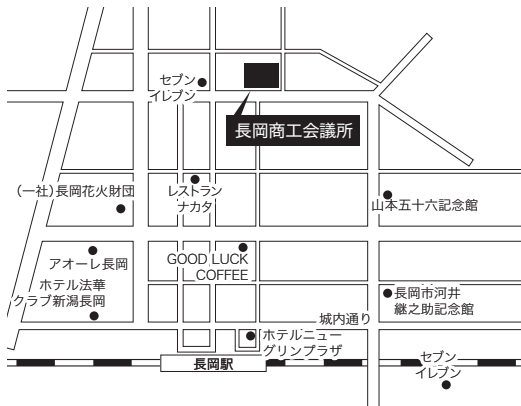 セブン
イレブン
長岡商工会議所
(一社)長岡花火財団
レストラン
ナカタ
山本五十六記念館
アオーレ長岡
GOOD LUCK
COFFEE
ホテル法華
クラブ新潟長岡
長岡市河井
継之助記念館
城内通り
ホテルニュー
グリンプラザ
長岡駅
セブン
イレブン